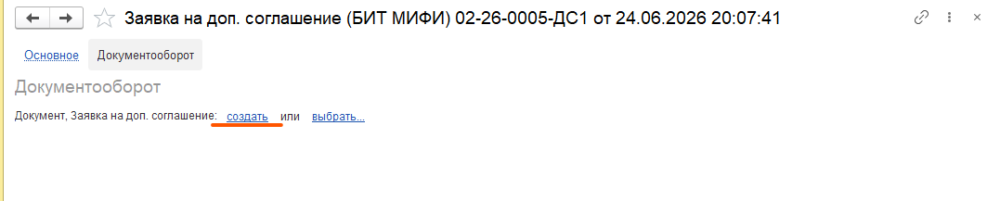 Заявка на доп. соглашение (БИТ МИФИ) 02-26-0005-ДС1 от 24.06.2026 20:07:41
Основное Документооборот
Документооборот
Документ, Заявка на доп. соглашение: создать или выбрать...